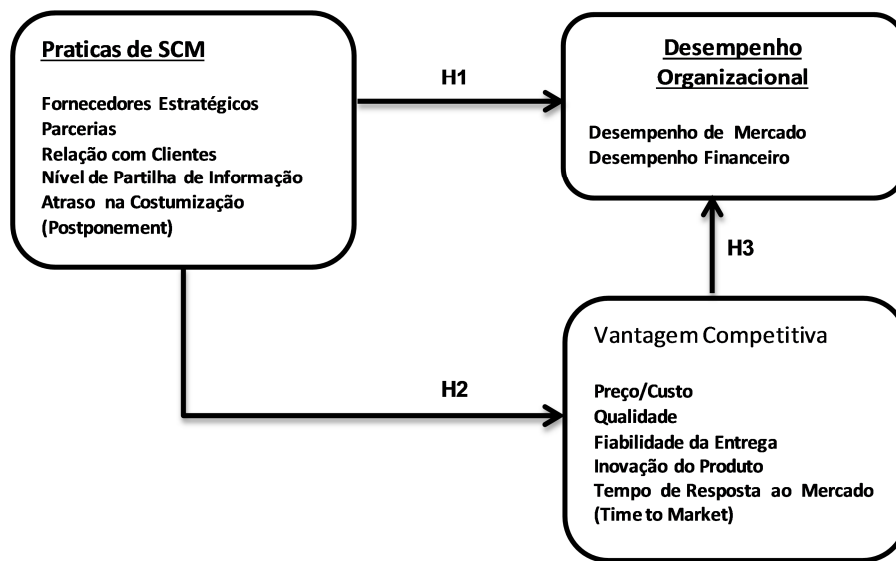 Praticas de SCM
Fornecedores Estratégicos
Parcerias
Relação com Clientes
Nível de Partilha de Informação
Atraso na Costumização
(Postponement)
H1
Desempenho
Organizacional
Desempenho de Mercado
Desempenho Financeiro
H3
H2
Vantagem Competitiva
Preço/Custo
Qualidade
Fiabilidade da Entrega
Inovação do Produto
Tempo de Resposta ao Mercado
(Time to Market)